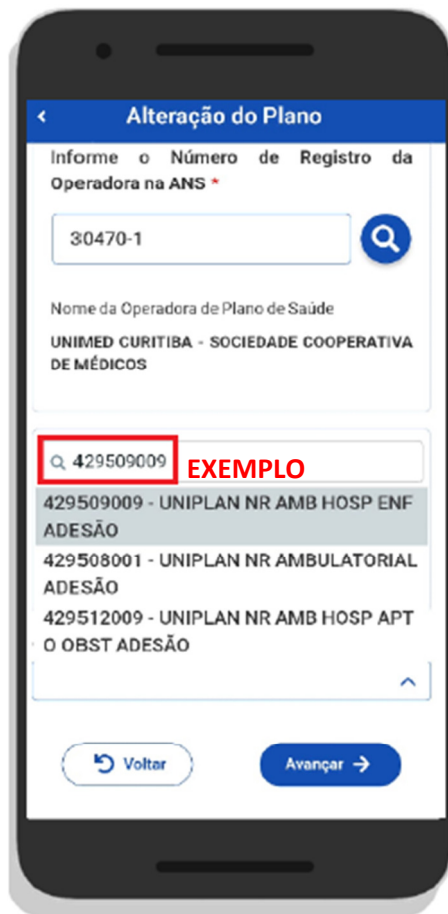 Alteração do Plano
Informe o Número de Registro da
Operadora na ANS *
30470-1
Nome da Operadora de Plano de Saúde
UNIMED CURITIBA - SOCIEDADE COOPERATIVA
DE MÉDICOS
429509009 EXEMPLO
429509009 - UNIPLAN NR AMB HOSP ENF
ADESÃO
429508001 - UNIPLAN NR AMBULATORIAL
ADESÃO
429512009 - UNIPLAN NR AMB HOSP APT
O OBST ADESÃO
Voltar Avançar